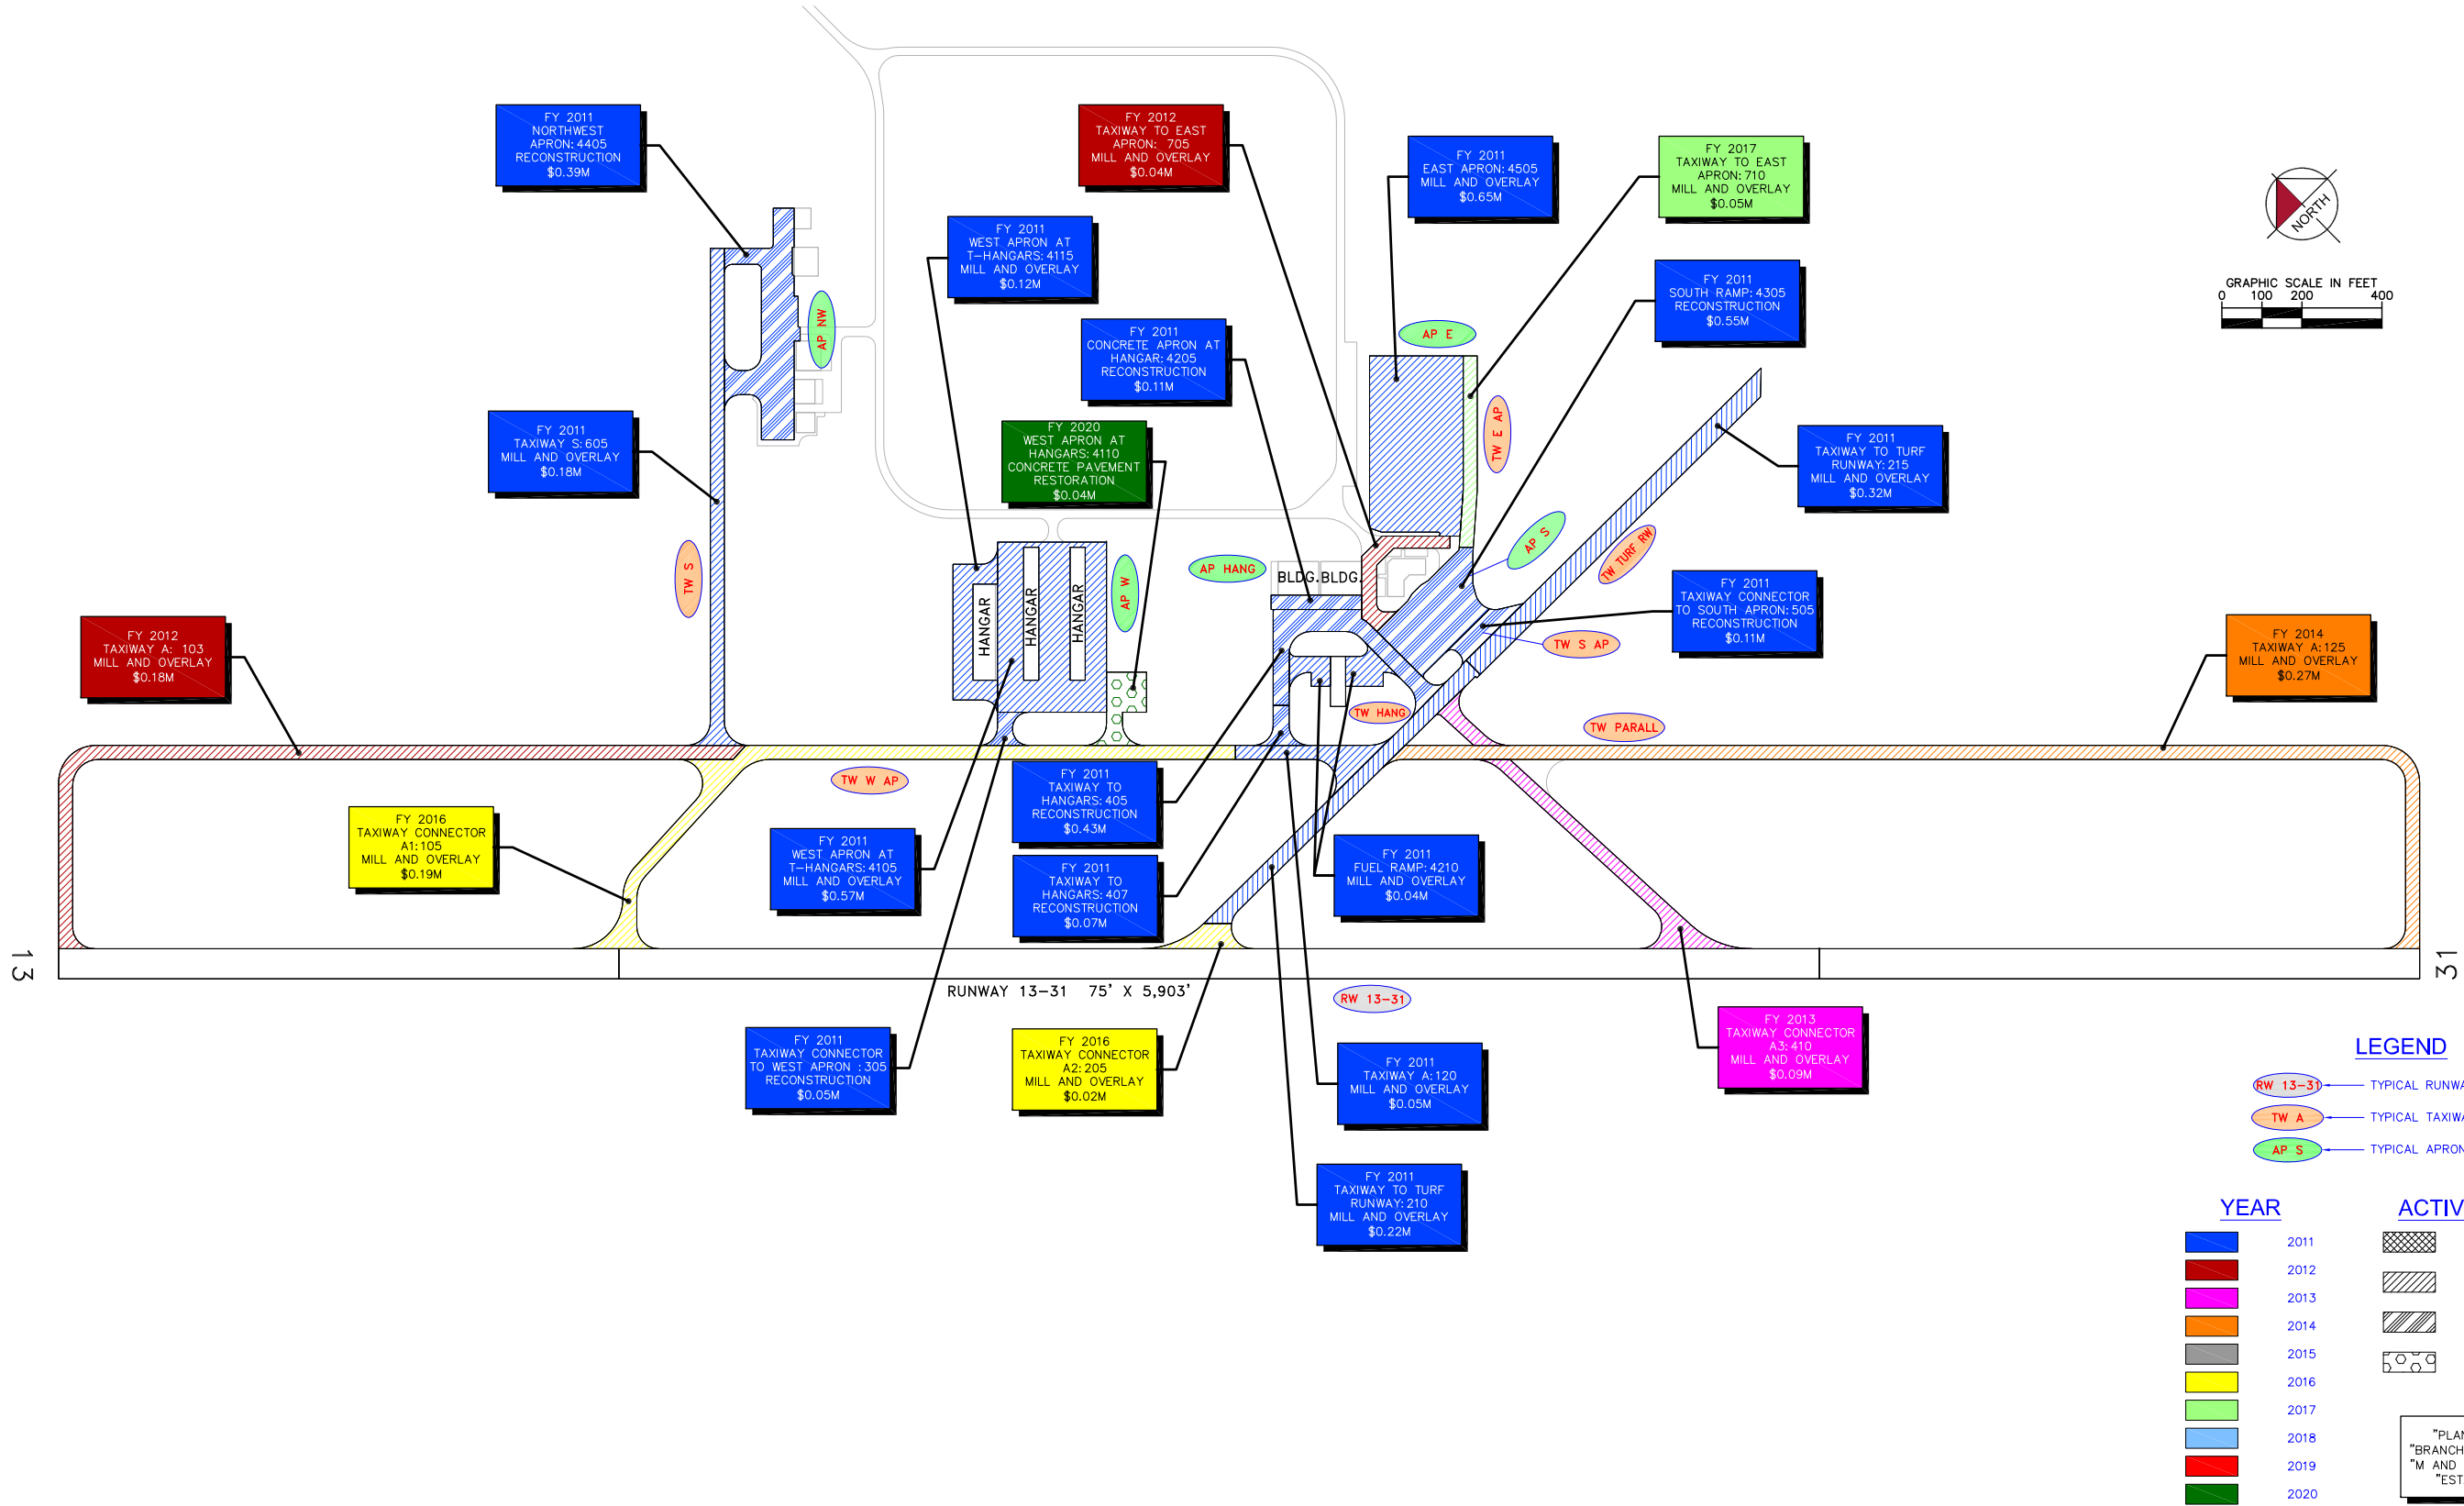 FY 2011
NORTHWEST
APRON: 4405
RECONSTRUCTION
$0.39M
FY 2012
TAXIWAY TO EAST
APRON: 705
MILL AND OVERLAY
$0.04M
FY 2011
EAST APRON: 4505
MILL AND OVERLAY
$0.65M
FY 2017
TAXIWAY TO EAST
APRON: 710
MILL AND OVERLAY
$0.05M
NORTH
GRAPHIC SCALE IN FEET
0 100 200 400
FY 2011
WEST APRON AT
T-HANGARS: 4115
MILL AND OVERLAY
$0.12M
FY 2011
SOUTH RAMP: 4305
RECONSTRUCTION
$0.55M
AP NW
FY 2011
CONCRETE APRON AT
HANGAR: 4205
RECONSTRUCTION
$0.11M
AP E
FY 2011
TAXIWAY S: 605
MILL AND OVERLAY
$0.18M
FY 2020
WEST APRON AT
HANGARS: 4110
CONCRETE PAVEMENT
RESTORATION
$0.04M
TW E AP
FY 2011
TAXIWAY TO TURF
RUNWAY: 215
MILL AND OVERLAY
$0.32M
TW S
HANGAR
HANGAR
HANGAR
AP W
AP HANG
BLDG.
BLDG.
AP S
TW TURF RW
FY 2011
TAXIWAY CONNECTOR
TO SOUTH APRON: 505
RECONSTRUCTION
$0.11M
TW S AP
FY 2012
TAXIWAY A: 103
MILL AND OVERLAY
$0.18M
FY 2014
TAXIWAY A: 125
MILL AND OVERLAY
$0.27M
TW HANG
TW PARALL
TW W AP
FY 2016
TAXIWAY CONNECTOR
A1: 105
MILL AND OVERLAY
$0.19M
FY 2011
WEST APRON AT
T-HANGARS: 4105
MILL AND OVERLAY
$0.57M
FY 2011
TAXIWAY TO
HANGARS: 405
RECONSTRUCTION
$0.43M
FY 2011
TAXIWAY TO
HANGARS: 407
RECONSTRUCTION
$0.07M
FY 2011
FUEL RAMP: 4210
MILL AND OVERLAY
$0.04M
13
31
RUNWAY 13-31 75' X 5,903'
RW 13-31
FY 2011
TAXIWAY CONNECTOR
TO WEST APRON : 305
RECONSTRUCTION
$0.05M
FY 2016
TAXIWAY CONNECTOR
A2: 205
MILL AND OVERLAY
$0.02M
FY 2011
TAXIWAY A: 120
MILL AND OVERLAY
$0.05M
FY 2013
TAXIWAY CONNECTOR
A3: 410
MILL AND OVERLAY
$0.09M
FY 2011
TAXIWAY TO TURF
RUNWAY: 210
MILL AND OVERLAY
$0.22M
LEGEND
RW 13-31 TYPICAL RUNWA
TW A TYPICAL TAXIWA
AP S TYPICAL APRON
YEAR
ACTIV
2011
2012
2013
2014
2015
2016
2017
2018
2019
2020
"PLAN
"BRANCH
"M AND
"EST